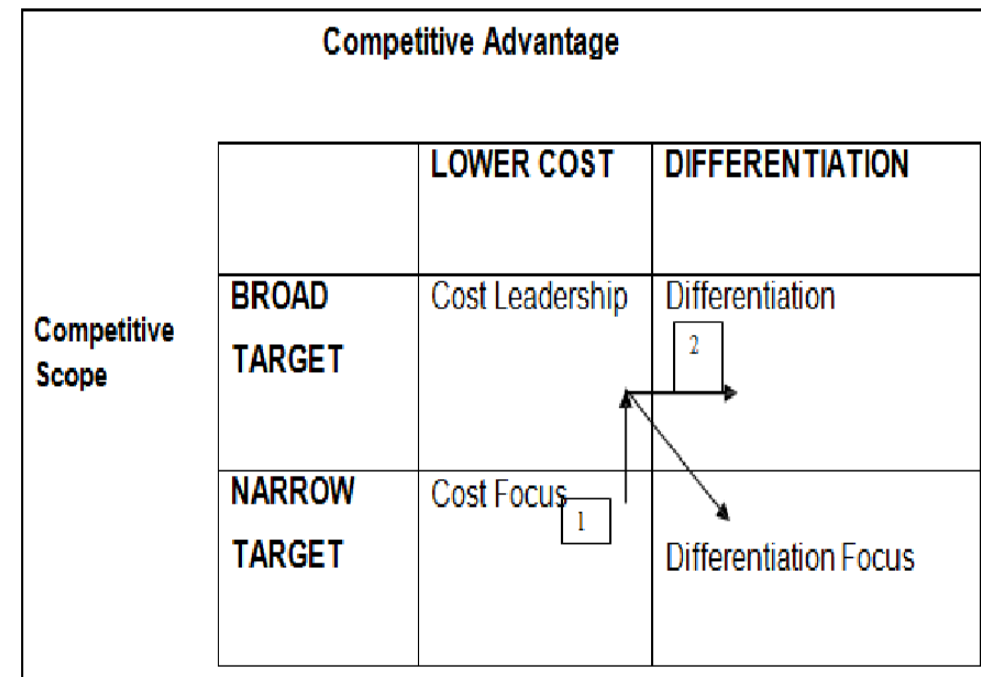 Competitive Advantage
LOWER COST
DIFFERENTIATION
Competitive
Scope
BROAD
TARGET
Cost Leadership
Differentiation
2
NARROW
TARGET
Cost Focus
1
Differentiation Focus